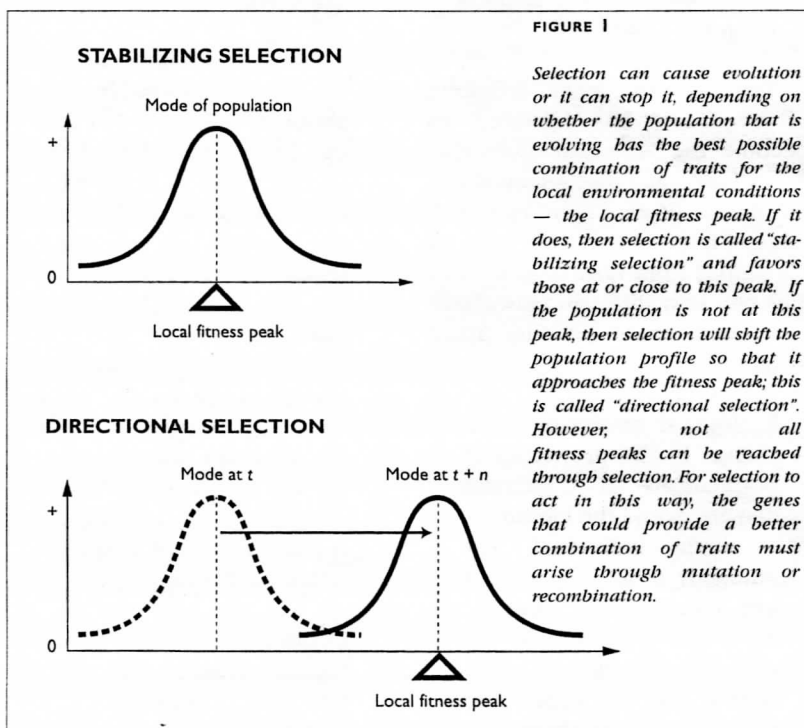 FIGURE 1
STABILIZING SELECTION
Mode of population
+
0
Local fitness peak
DIRECTIONAL SELECTION
Mode at t
Mode at t + n
+
0
Local fitness peak
Selection can cause evolution
or it can stop it, depending on
whether the population that is
evolving has the best possible
combination of traits for the
local environmental conditions
— the local fitness peak. If it
does, then selection is called "sta-
bilizing selection" and favors
those at or close to this peak. If
the population is not at this
peak, then selection will shift the
population profile so that it
approaches the fitness peak; this
is called "directional selection".
However, not all
fitness peaks can be reached
through selection. For selection to
act in this way, the genes
that could provide a better
combination of traits must
arise through mutation or
recombination.